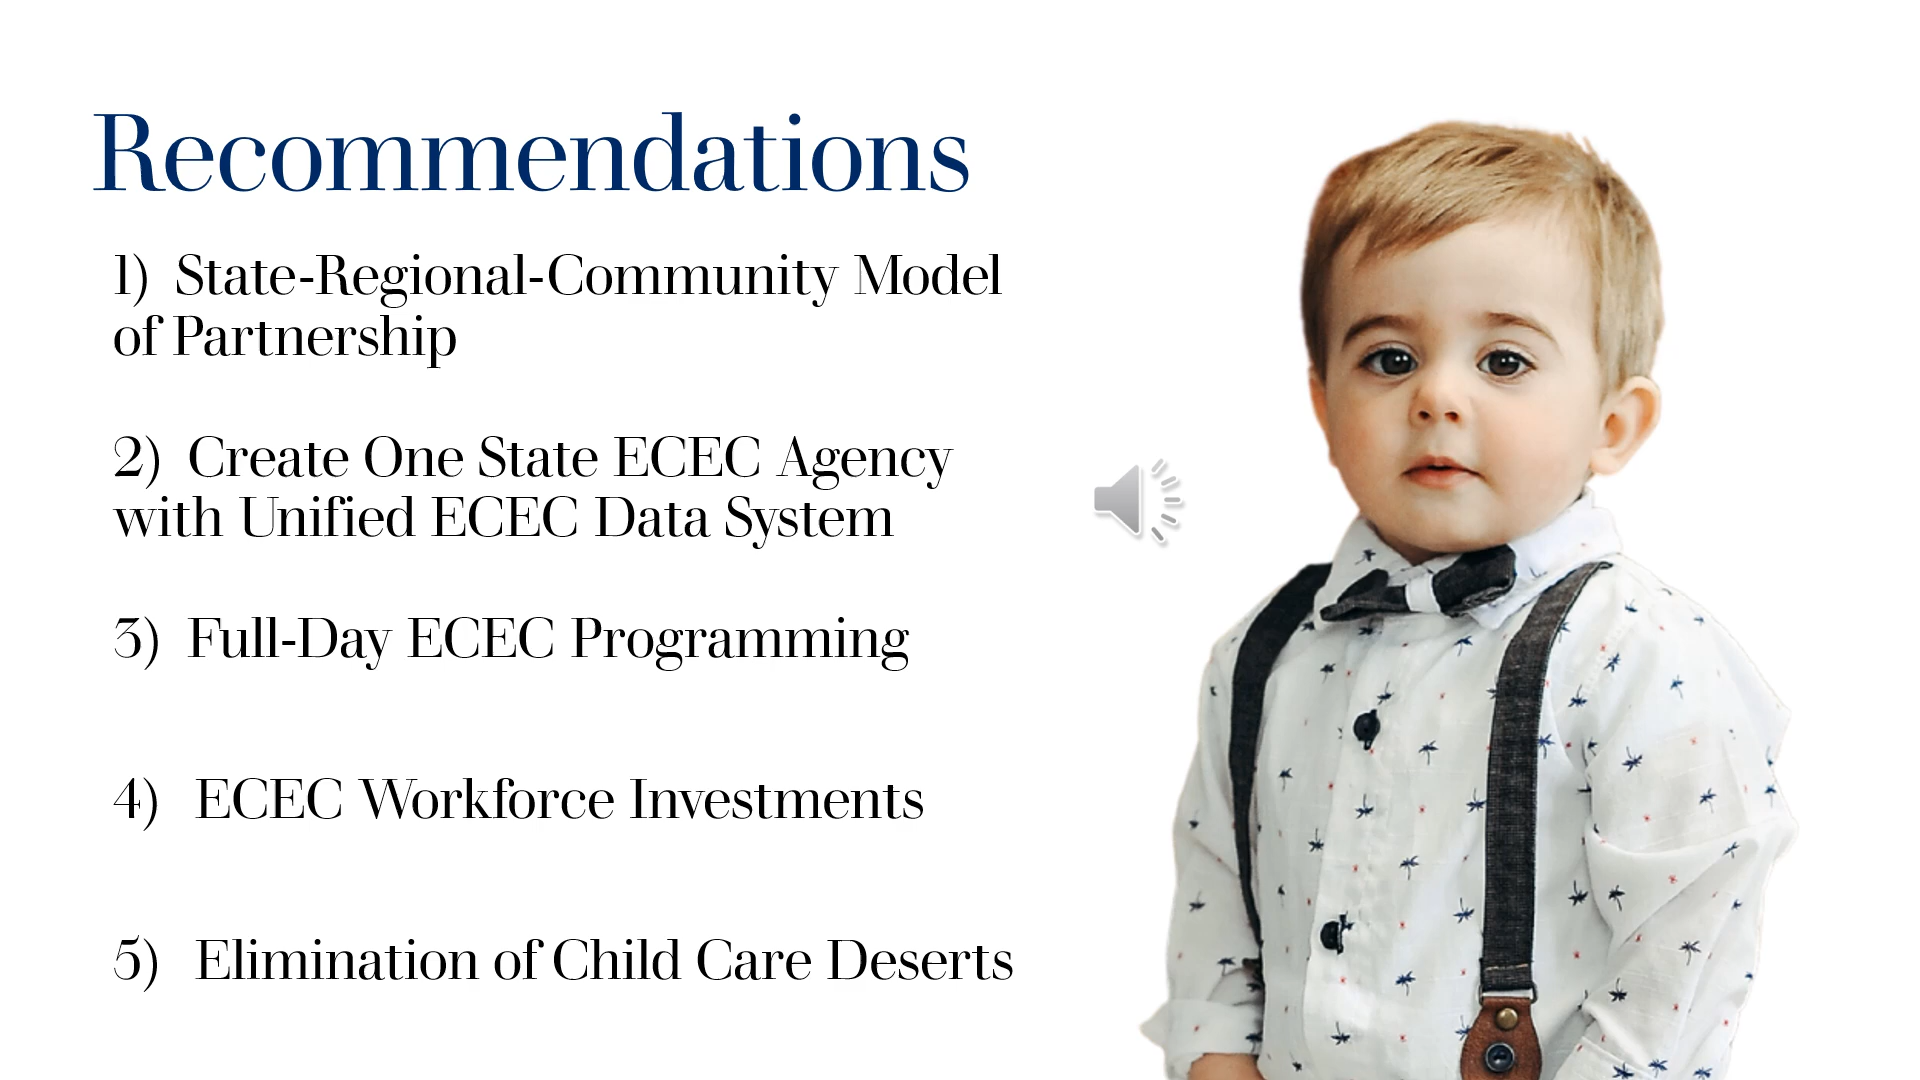 Recommendations
1) State-Regional-Community Model
of Partnership
2) Create One State ECEC Agency
with Unified ECEC Data System
3) Full-Day ECEC Programming
4) ECEC Workforce Investments
5) Elimination of Child Care Deserts